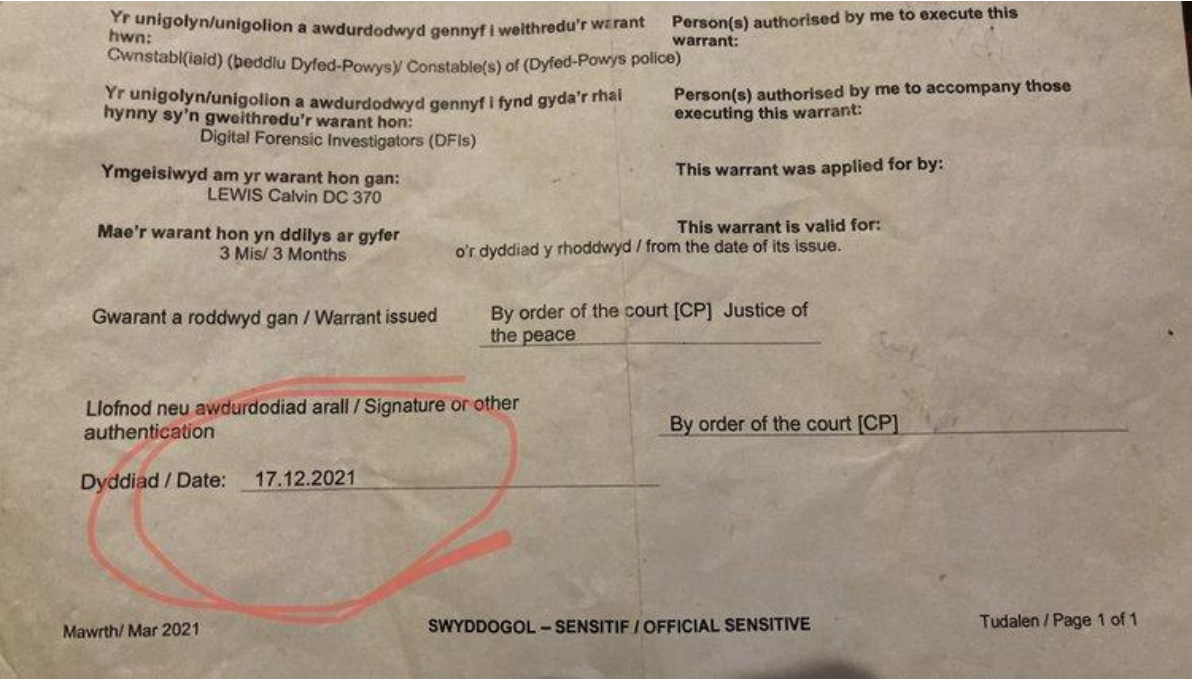 Yr unigolyn/unigolion a awdurdodwyd gennyf i weithredu'r warant hwn:
Person(s) authorised by me to execute this warrant:
Cwnstabl(iaid) (beddlu Dyfed-Powys)/ Constable(s) of (Dyfed-Powys police)
Yr unigolyn/unigolion a awdurdodwyd gennyf i fynd gyda'r rhai
hynny sy'n gweithredu'r warant hon:
Person(s) authorised by me to accompany those
executing this warrant:
Digital Forensic Investigators (DFIs)
Ymgeisiwyd am yr warant hon gan:
This warrant was applied for by:
LEWIS Calvin DC 370
Mae'r warant hon yn ddilys ar gyfer
This warrant is valid for:
3 Mis/ 3 Months
o'r dyddiad y rhoddwyd / from the date of its issue.
Gwarant a roddwyd gan / Warrant issued
By order of the court [CP] Justice of
the peace
Llofnod neu awdurdodiad arall / Signature or other
authentication
By order of the court [CP]
Dyddiad / Date: 17.12.2021
Mawrth/ Mar 2021
SWYDDOGOL – SENSITIF / OFFICIAL SENSITIVE
Tudalen / Page 1 of 1